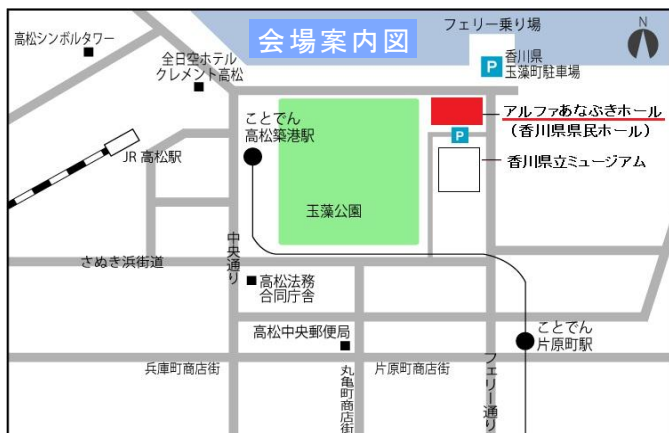 会場案内図
フェリー乗り場
N
高松シンボルタワー
全日空ホテル
クレメント高松
P
香川県
玉藻町駐車場
アルファあなぶきホール
（香川県県民ホール）
P
香川県立ミュージアム
ことでん
高松築港駅
JR 高松駅
玉藻公園
中央通り
さぬき浜街道
高松法務
合同庁舎
高松中央郵便局
ことでん
片原町駅
兵庫町商店街
丸亀町商店街
片原町商店街
フェリー通り